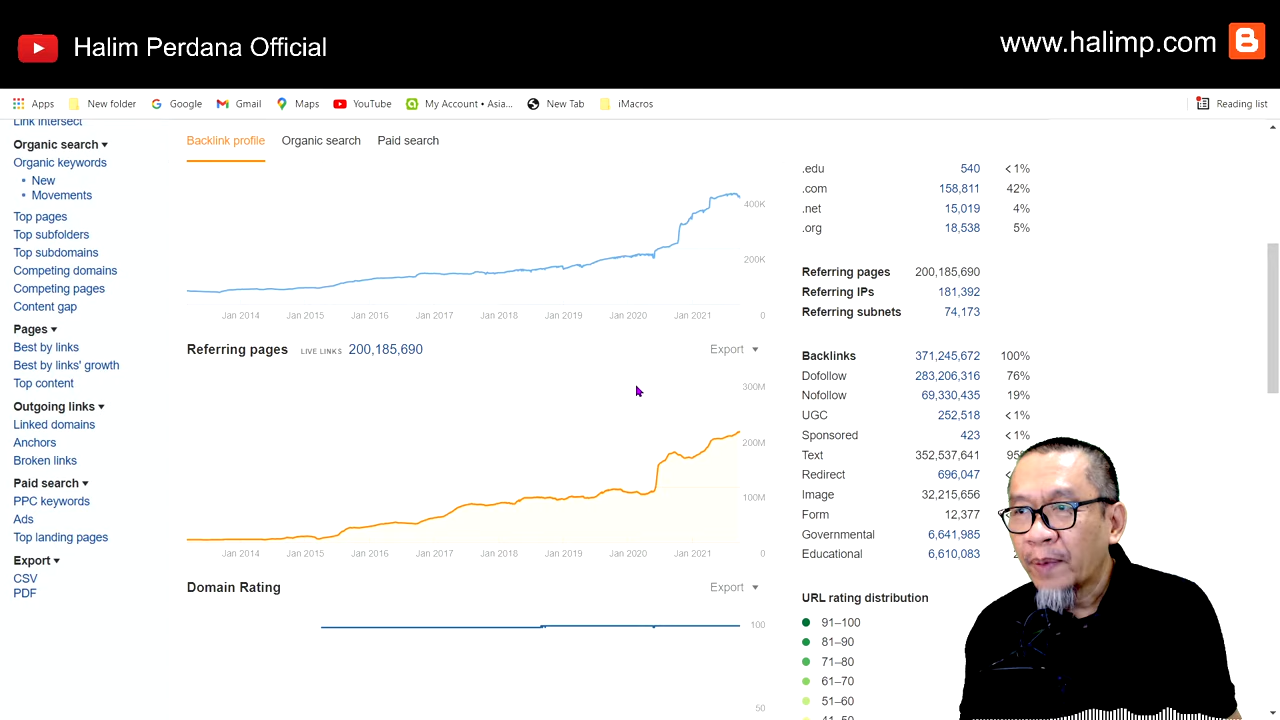 Halim Perdana Official
www.halimp.com
Apps
New folder
Google
Gmail
Maps
YouTube
My Account • Asia...
New Tab
iMacros
Reading list
Link intersect
Organic search
Organic keywords
• New
• Movements
Top pages
Top subfolders
Top subdomains
Competing domains
Competing pages
Content gap
Pages
Best by links
Best by links' growth
Top content
Outgoing links
Linked domains
Anchors
Broken links
Paid search
PPC keywords
Ads
Top landing pages
Export
CSV
PDF
Backlink profile Organic search Paid search
400K
200K
Jan 2014 Jan 2015 Jan 2016 Jan 2017 Jan 2018 Jan 2019 Jan 2020 Jan 2021 0
Referring pages LIVE LINKS 200,185,690 Export
300M
200M
100M
Jan 2014 Jan 2015 Jan 2016 Jan 2017 Jan 2018 Jan 2019 Jan 2020 Jan 2021 0
Domain Rating Export
100
50
.edu 540 <1%
.com 158,811 42%
.net 15,019 4%
.org 18,538 5%
Referring pages 200,185,690
Referring IPs 181,392
Referring subnets 74,173
Backlinks 371,245,672 100%
Dofollow 283,206,316 76%
Nofollow 69,330,435 19%
UGC 252,518 <1%
Sponsored 423 <1%
Text 352,537,641
Redirect 696,047
Image 32,215,656
Form 12,377
Governmental 6,641,985
Educational 6,610,083
URL rating distribution
91–100
81–90
71–80
61–70
51–60